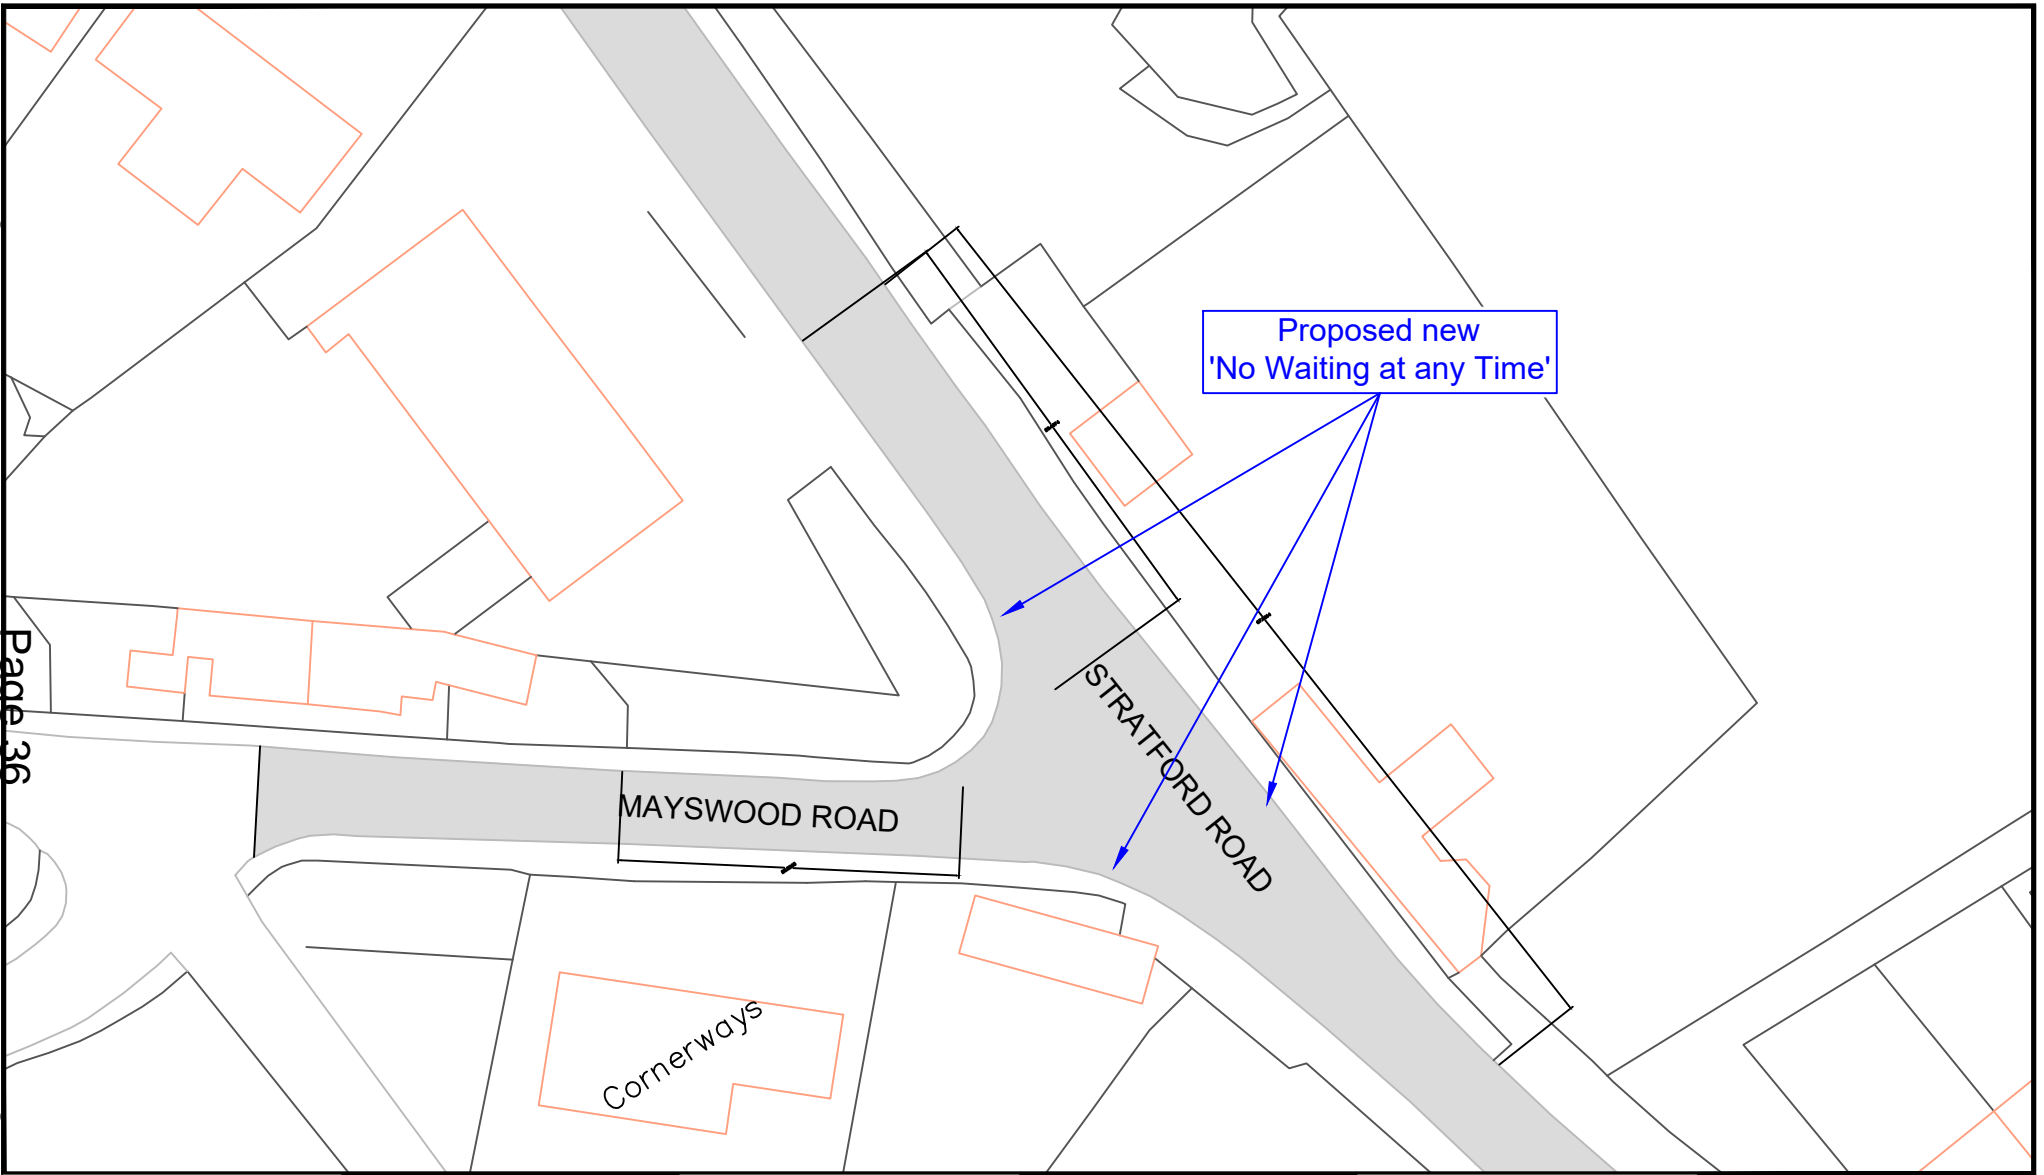 Proposed new
'No Waiting at any Time'
STRATFORD ROAD
MAYSWOOD ROAD
Cornerways
Page 36